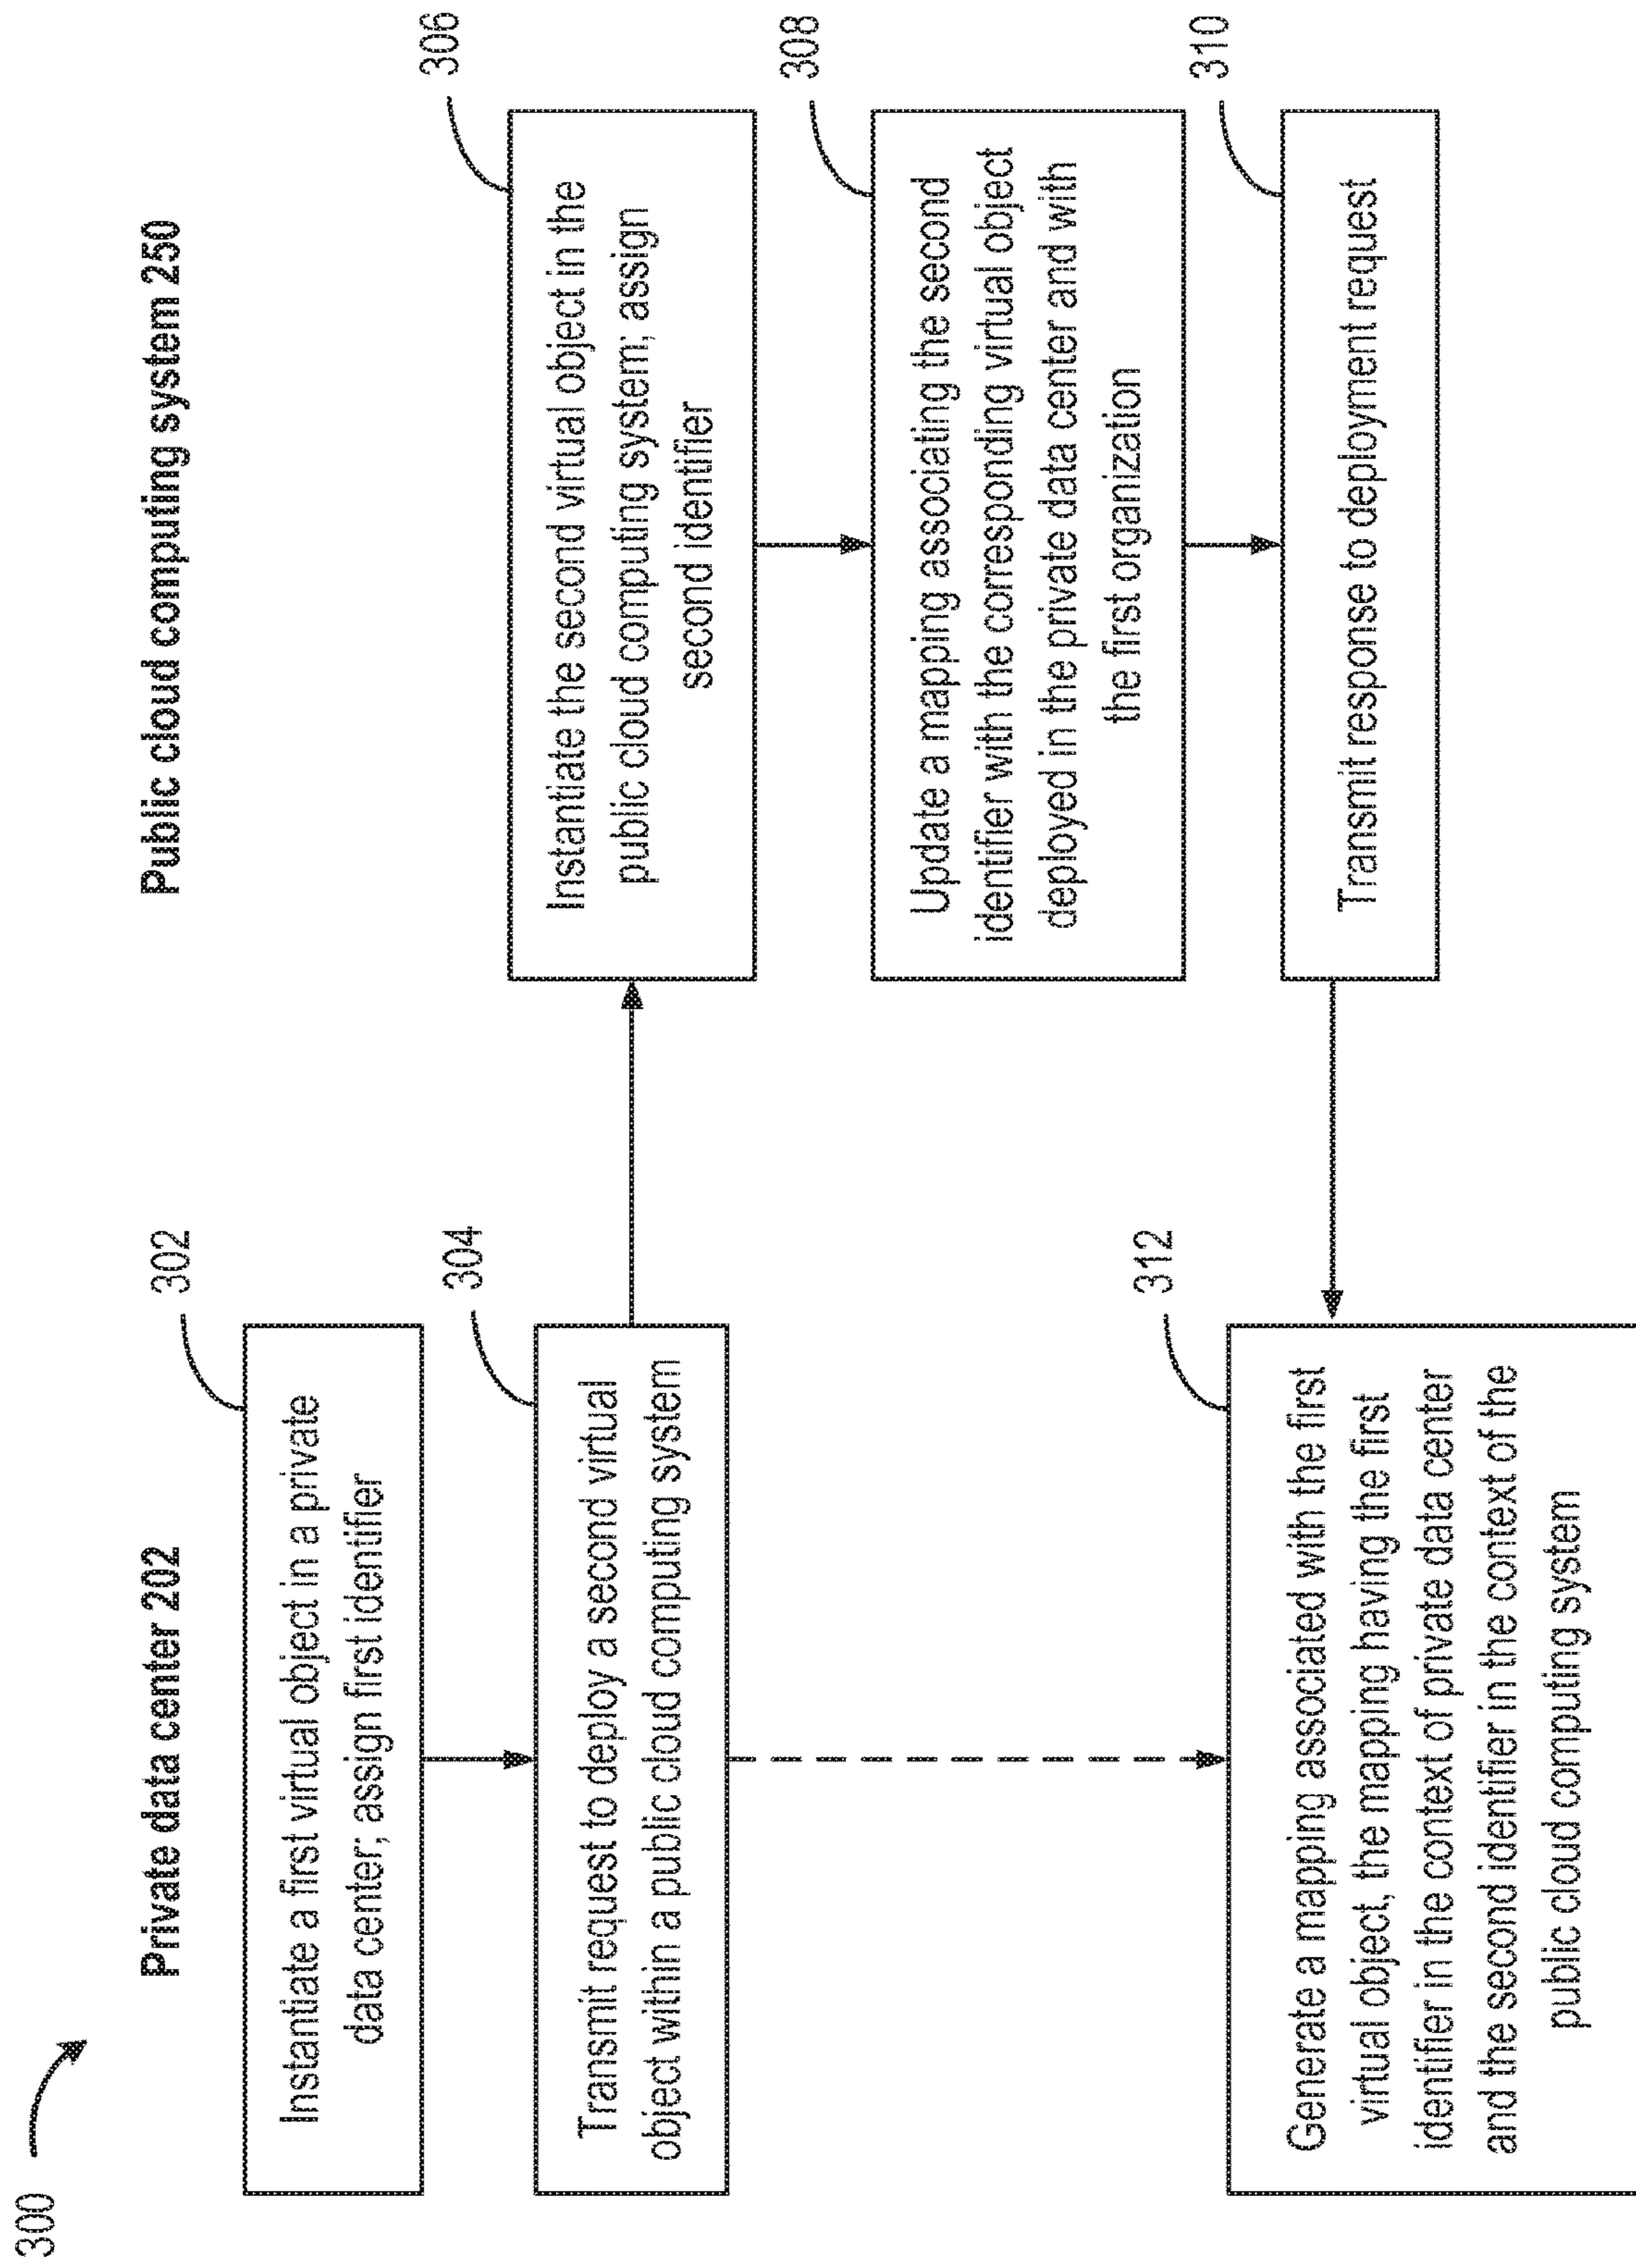 300
Private data center 202
Public cloud computing system 250
302
Instantiate a first virtual object in a private
data center; assign first identifier
304
Transmit request to deploy a second virtual
object within a public cloud computing system
306
Instantiate the second virtual object in the
public cloud computing system; assign
second identifier
308
Update a mapping associating the second
identifier with the corresponding virtual object
deployed in the private data center and with
the first organization
310
Transmit response to deployment request
312
Generate a mapping associated with the first
virtual object, the mapping having the first
identifier in the context of private data center
and the second identifier in the context of the
public cloud computing system